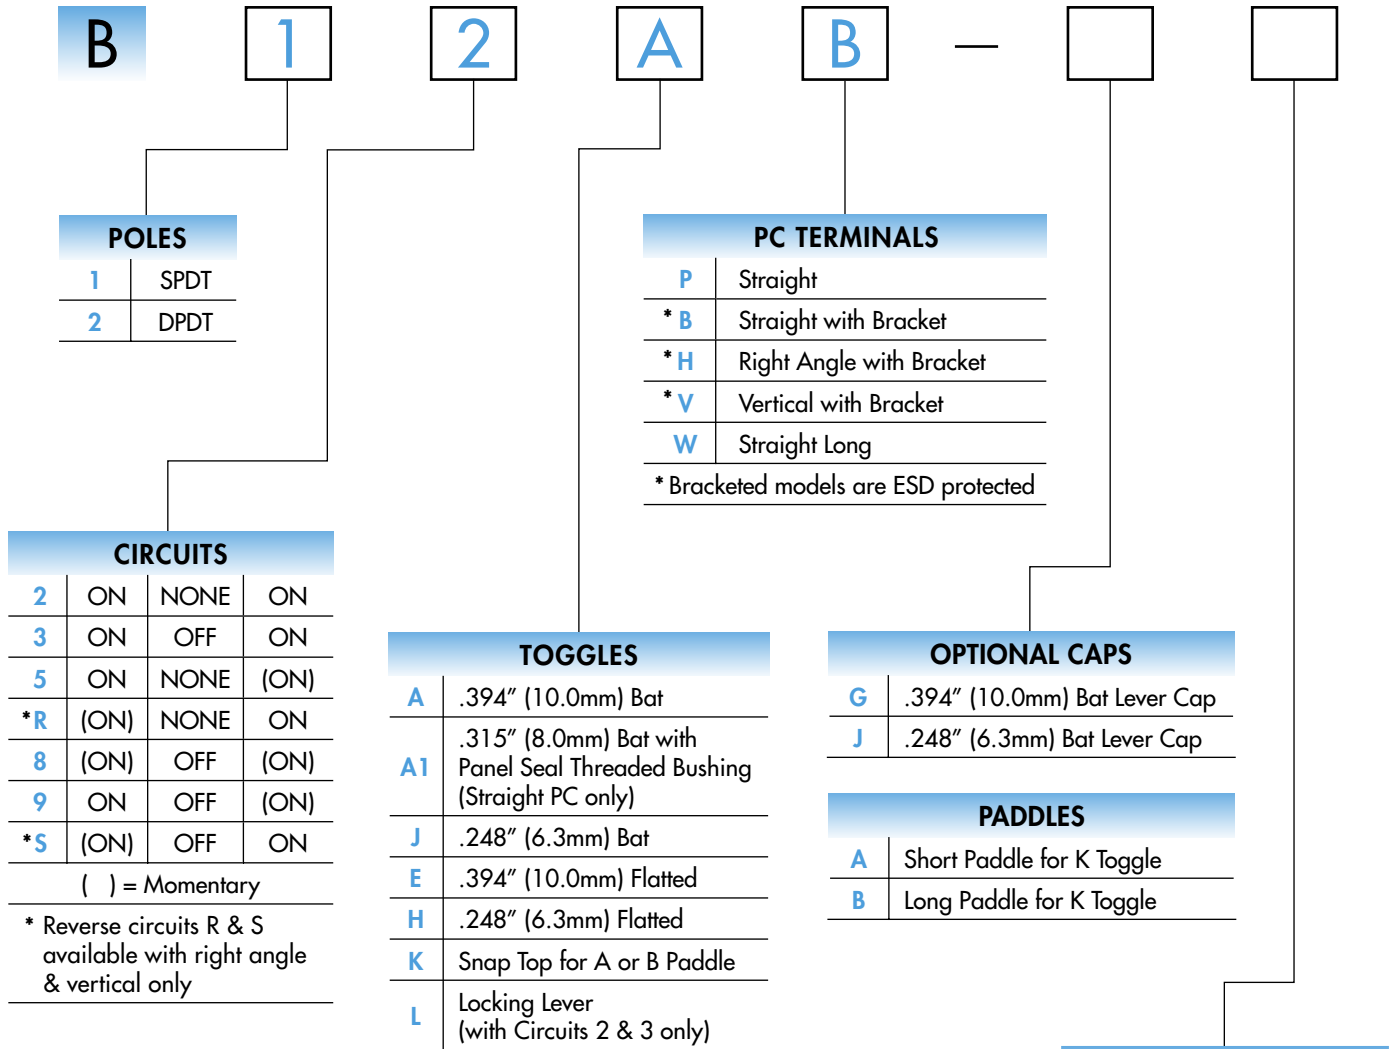 B 1 2 A B —
POLES
1 SPDT
2 DPDT
PC TERMINALS
P Straight
* B Straight with Bracket
* H Right Angle with Bracket
* V Vertical with Bracket
W Straight Long
* Bracketed models are ESD protected
CIRCUITS
2 ON NONE ON
3 ON OFF ON
5 ON NONE (ON)
* R (ON) NONE ON
8 (ON) OFF (ON)
9 ON OFF (ON)
* S (ON) OFF ON
( ) = Momentary
* Reverse circuits R & S
available with right angle
& vertical only
TOGGLES
A .394" (10.0mm) Bat
A1 .315" (8.0mm) Bat with
Panel Seal Threaded Bushing
(Straight PC only)
J .248" (6.3mm) Bat
E .394" (10.0mm) Flatted
H .248" (6.3mm) Flatted
K Snap Top for A or B Paddle
L Locking Lever
(with Circuits 2 & 3 only)
OPTIONAL CAPS
G .394" (10.0mm) Bat Lever Cap
J .248" (6.3mm) Bat Lever Cap
PADDLES
A Short Paddle for K Toggle
B Long Paddle for K Toggle